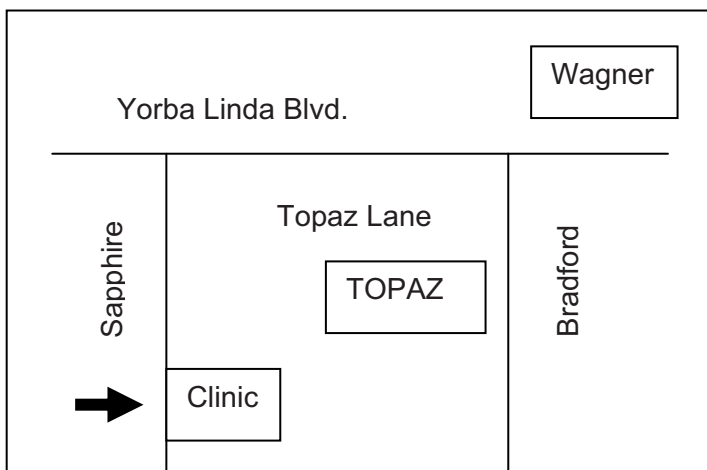 Wagner
Yorba Linda Blvd.
Topaz Lane
Sapphire
TOPAZ
Bradford
Clinic